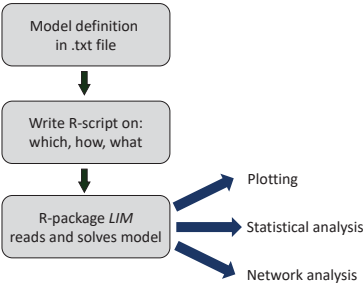 Model definition
in .txt file
Write R-script on:
which, how, what
R-package LIM
reads and solves model
Plotting
Statistical analysis
Network analysis